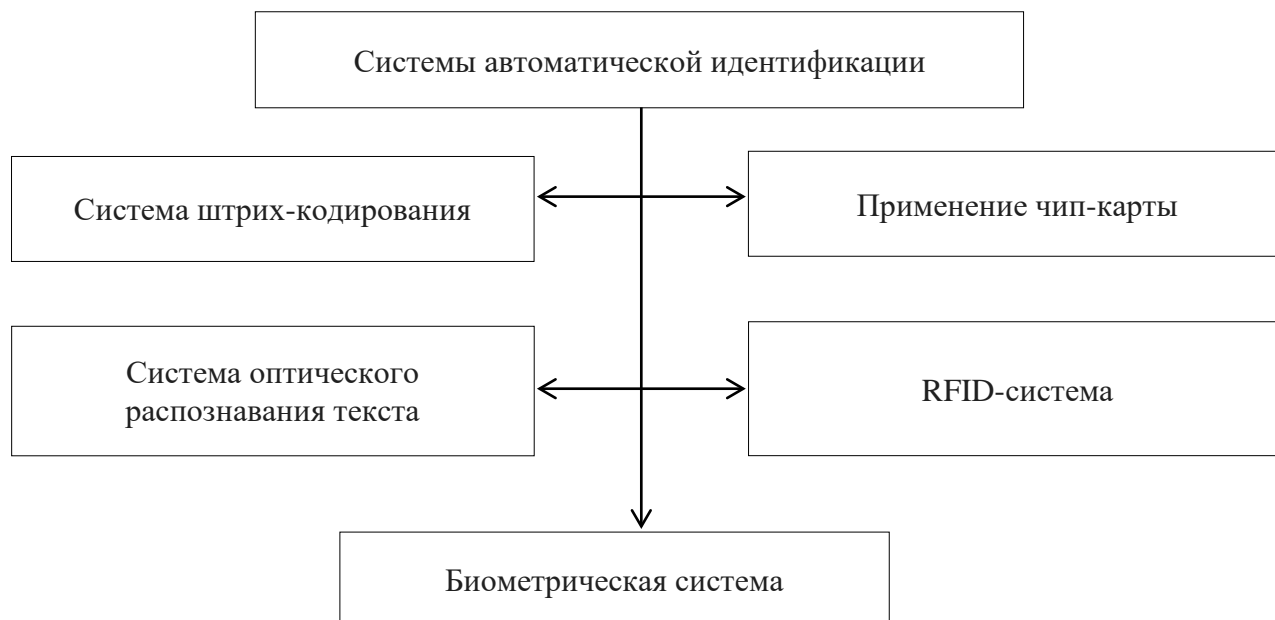 Системы автоматической идентификации
Система штрих-кодирования
Применение чип-карты
Система оптического
распознавания текста
RFID-система
Биометрическая система